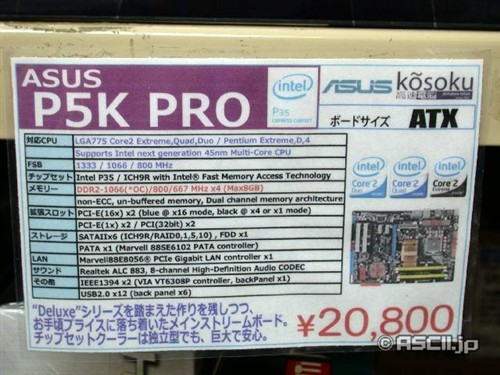 ASUS
P5K PRO
intel
P35
EXPRESS CHIPSET
ASUS
kōsoku
高速電脳
ボードサイズ ATX
対応CPU LGA775 Core2 Extreme,Quad,Duo / Pentium Extreme,D,4
Supports Intel next generation 45nm Multi-Core CPU
FSB 1333 / 1066 / 800 MHz
チップセット Intel P35 / ICH9R with Intel® Fast Memory Access Technology
メモリー DDR2-1066(*OC)/800/667 MHz x4 (Max8GB)
non-ECC, un-buffered memory, Dual channel memory architecture
拡張スロット PCI-E(16x) x2 (blue @ x16 mode, black @ x4 or x1 mode)
PCI-E(1x) x2 / PCI(32bit) x2
ストレージ SATAIIx6 (ICH9R/RAID0,1,5,10) , FDD x1
PATA x1 (Marvell 88SE6102 PATA controller)
LAN Marvell88E8056® PCIe Gigabit LAN controller x1
サウンド Realtek ALC 883, 8-channel High-Definition Audio CODEC
その他 IEEE1394 x2 (VIA VT6308P controller, backPanel x1)
USB2.0 x12 (back panel x6)
intel
Core 2
Duo
intel
Core 2
Quad
intel
Core 2
Extreme
"Deluxe"シリーズを踏まえた作りを残しつつ、
お手頃プライスに落ち着いたメインストリームボード。
チップセットクーラーは独立型でも、巨大で安心。
¥20,800
©ASCII.jp